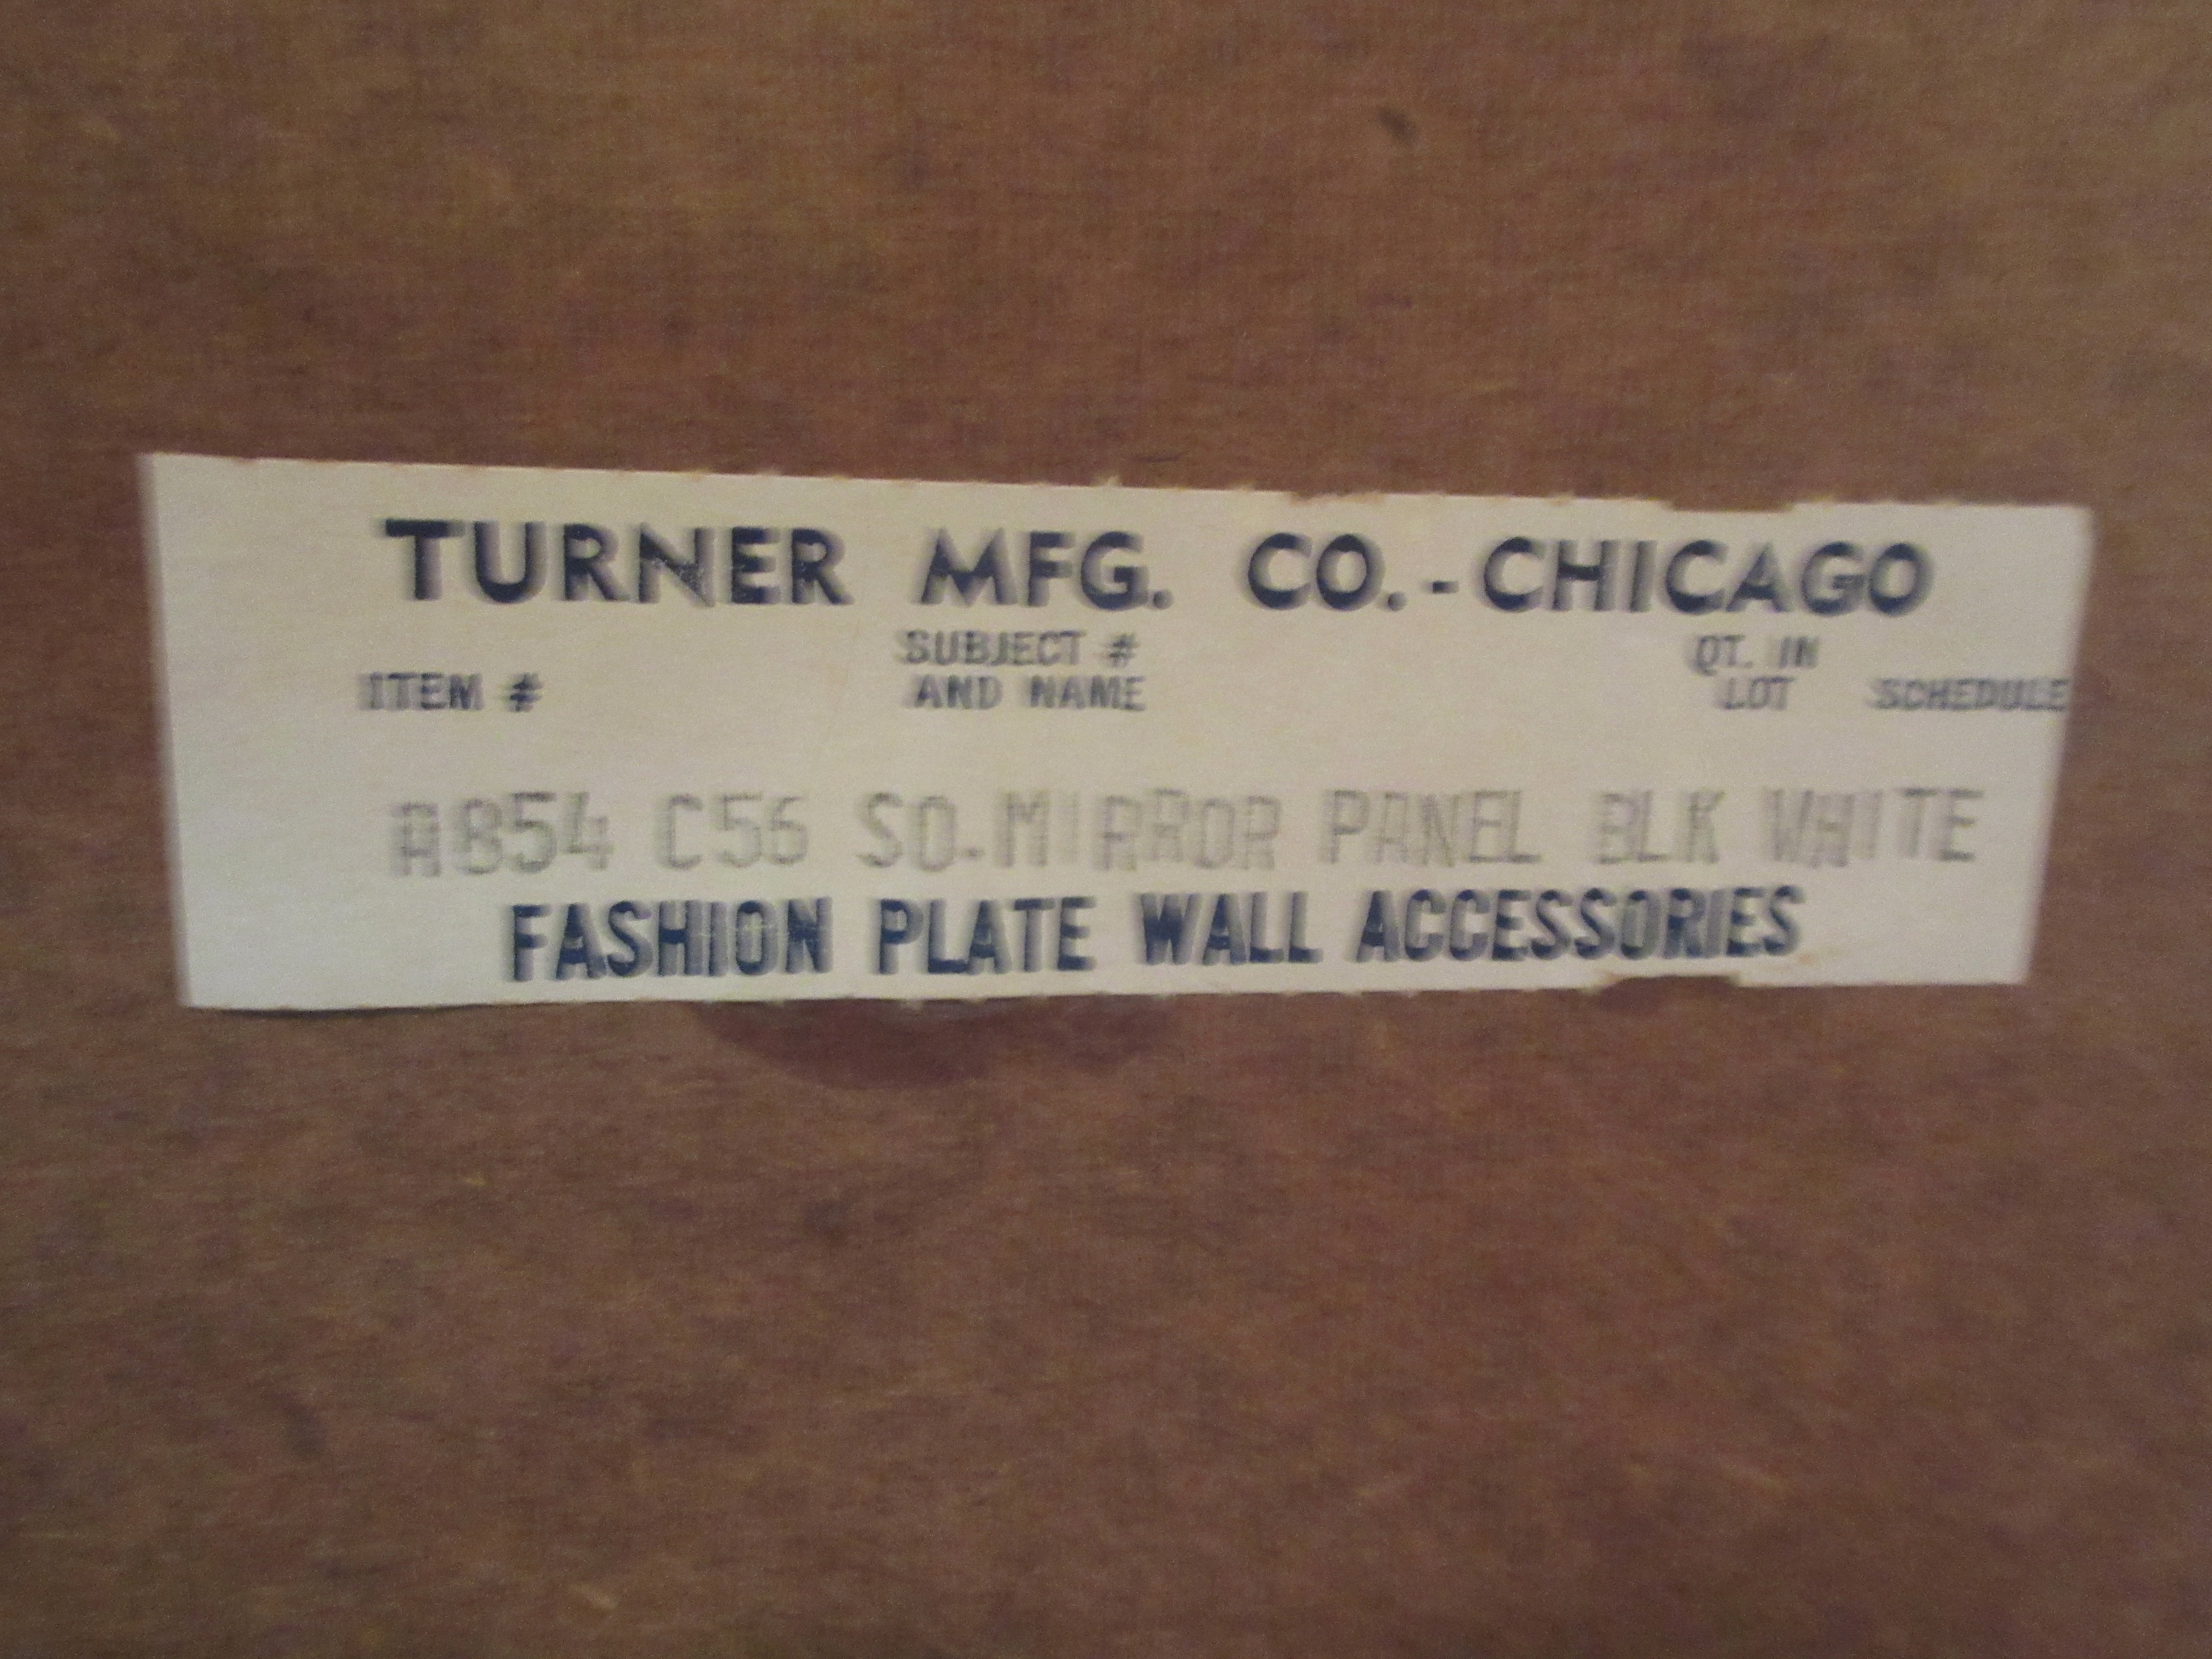 TURNER MFG. CO.-CHICAGO
ITEM # SUBJECT # AND NAME QT. IN LOT SCHEDULE
A854 C56 SO.MIRROR PANEL BLK WHITE
FASHION PLATE WALL ACCESSORIES